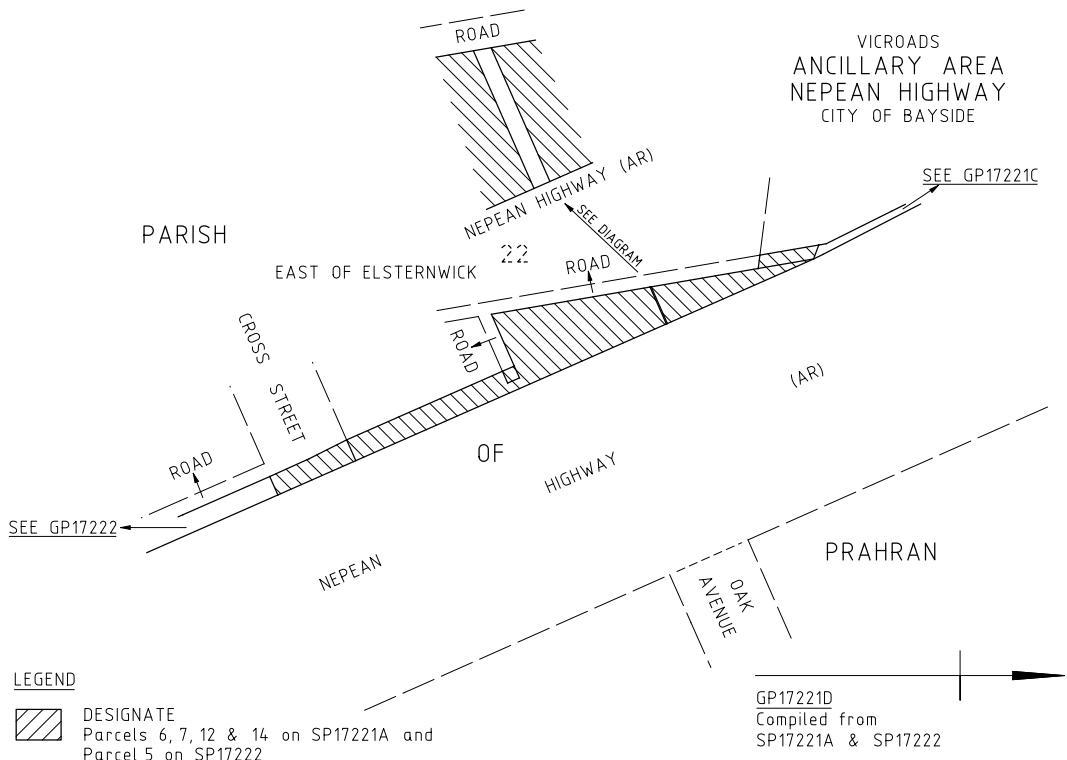 ROAD
VICROADS
ANCILLARY AREA
NEPEAN HIGHWAY
CITY OF BAYSIDE
NEPEAN HIGHWAY (AR)
SEE GP17221C
PARISH
22
SEE DIAGRAM
EAST OF ELSTERNWICK
ROAD
CROSS STREET
ROAD
(AR)
ROAD
OF
HIGHWAY
SEE GP17222
NEPEAN
PRAHRAN
OAK
AVENUE
LEGEND
DESIGNATE
Parcels 6, 7, 12 & 14 on SP17221A and
Parcel 5 on SP17222
GP17221D
Compiled from
SP17221A & SP17222